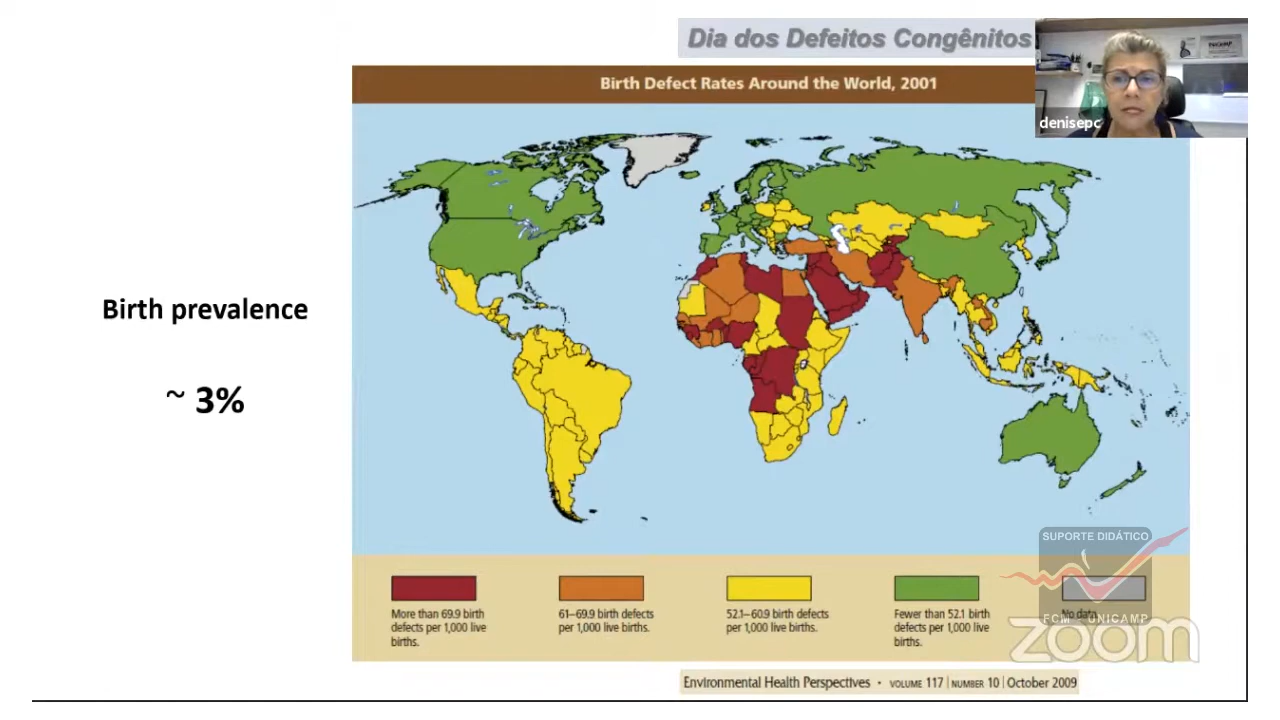 Dia dos Defeitos Congênitos
Birth Defect Rates Around the World, 2001
denisepc
Birth prevalence
~ 3%
More than 69.9 birth
defects per 1,000 live
births.
61–69.9 birth defects
per 1,000 live births.
52.1–60.9 birth defects
per 1,000 live births.
Fewer than 52.1 birth
defects per 1,000 live
births.
No data
SUPORTE DIDÁTICO
FCM - UNICAMP
zoom
Environmental Health Perspectives • VOLUME 117 | NUMBER 10 | October 2009